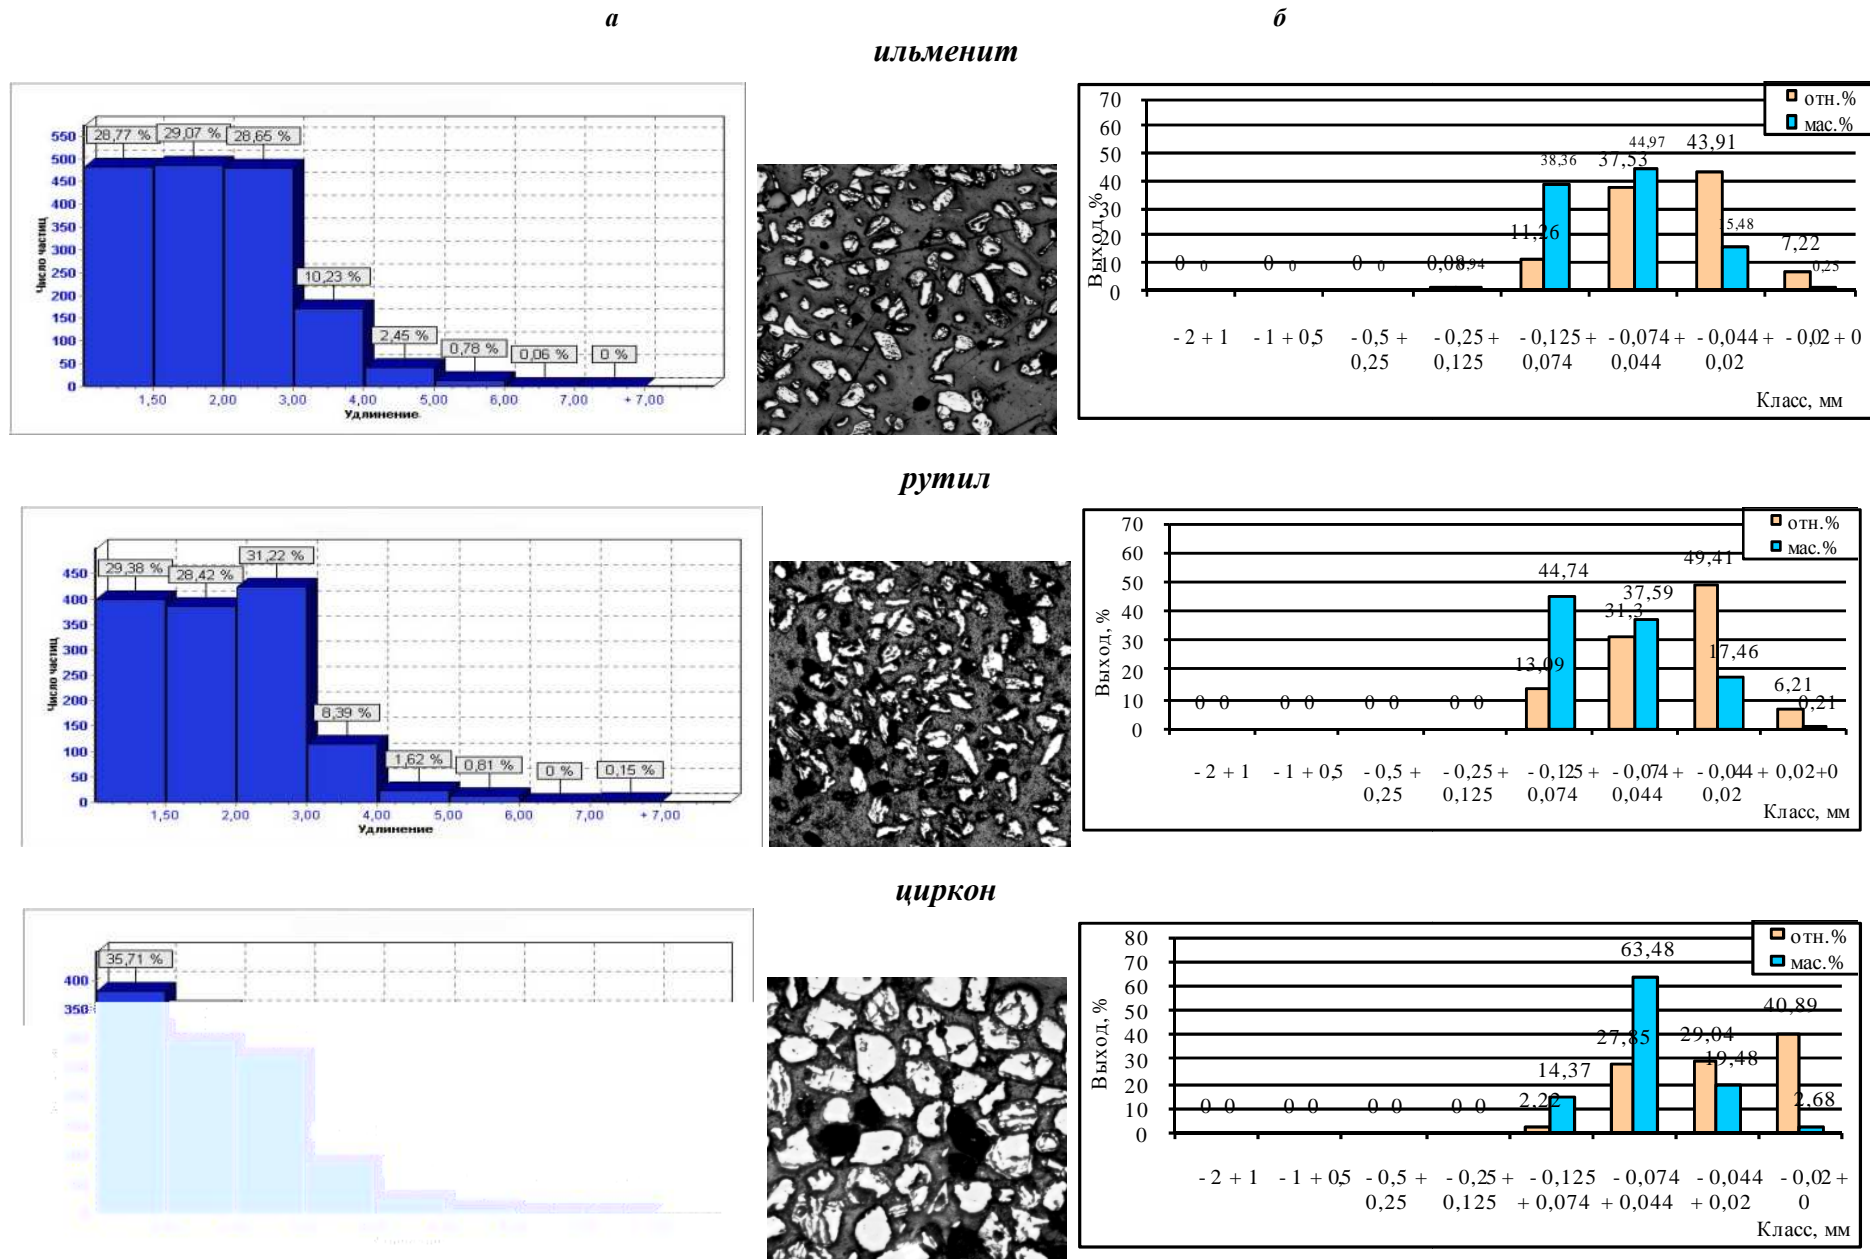 а
б
ильменит
550
500
450
400
350
300
250
200
150
100
50
0
Число частиц
28,77 %
29,07 %
28,65 %
10,23 %
2,45 %
0,78 %
0,06 %
0 %
1,50 2,00 3,00 4,00 5,00 6,00 7,00 + 7,00
Удлинение
70
60
50
40
30
20
10
0
Выход, %
отн.%
мас.%
0 0 0 0 0 0 0,08 0,94
11,26 38,36
37,53 44,97
43,91 15,48
7,22 0,25
- 2 + 1 - 1 + 0,5 - 0,5 + - 0,25 + - 0,125 + - 0,074 + - 0,044 + - 0,02 + 0
0,25 0,125 0,074 0,044 0,02
Класс, мм
рутил
450
400
350
300
250
200
150
100
50
0
Число частиц
29,38 %
28,42 %
31,22 %
8,39 %
1,62 %
0,81 %
0 %
0,15 %
1,50 2,00 3,00 4,00 5,00 6,00 7,00 + 7,00
Удлинение
70
60
50
40
30
20
10
0
Выход, %
отн.%
мас.%
0 0 0 0 0 0 0 0
13,09 44,74
31,3 37,59
49,41 17,46
6,21 0,21
- 2 + 1 - 1 + 0,5 - 0,5 + - 0,25 + - 0,125 + - 0,074 + - 0,044 + 0,02+0
0,25 0,125 0,074 0,044 0,02
Класс, мм
циркон
400
350
35,71 %
80
70
60
50
40
30
20
10
0
Выход, %
отн.%
мас.%
0 0 0 0 0 0 0 0
2,22 14,37
27,85 63,48
29,04 19,48
40,89 2,68
- 2 + 1 - 1 + 0,5 - 0,5 + - 0,25 + - 0,125 - 0,074 - 0,044 - 0,02 +
0,25 0,125 + 0,074 + 0,044 + 0,02 0
Класс, мм